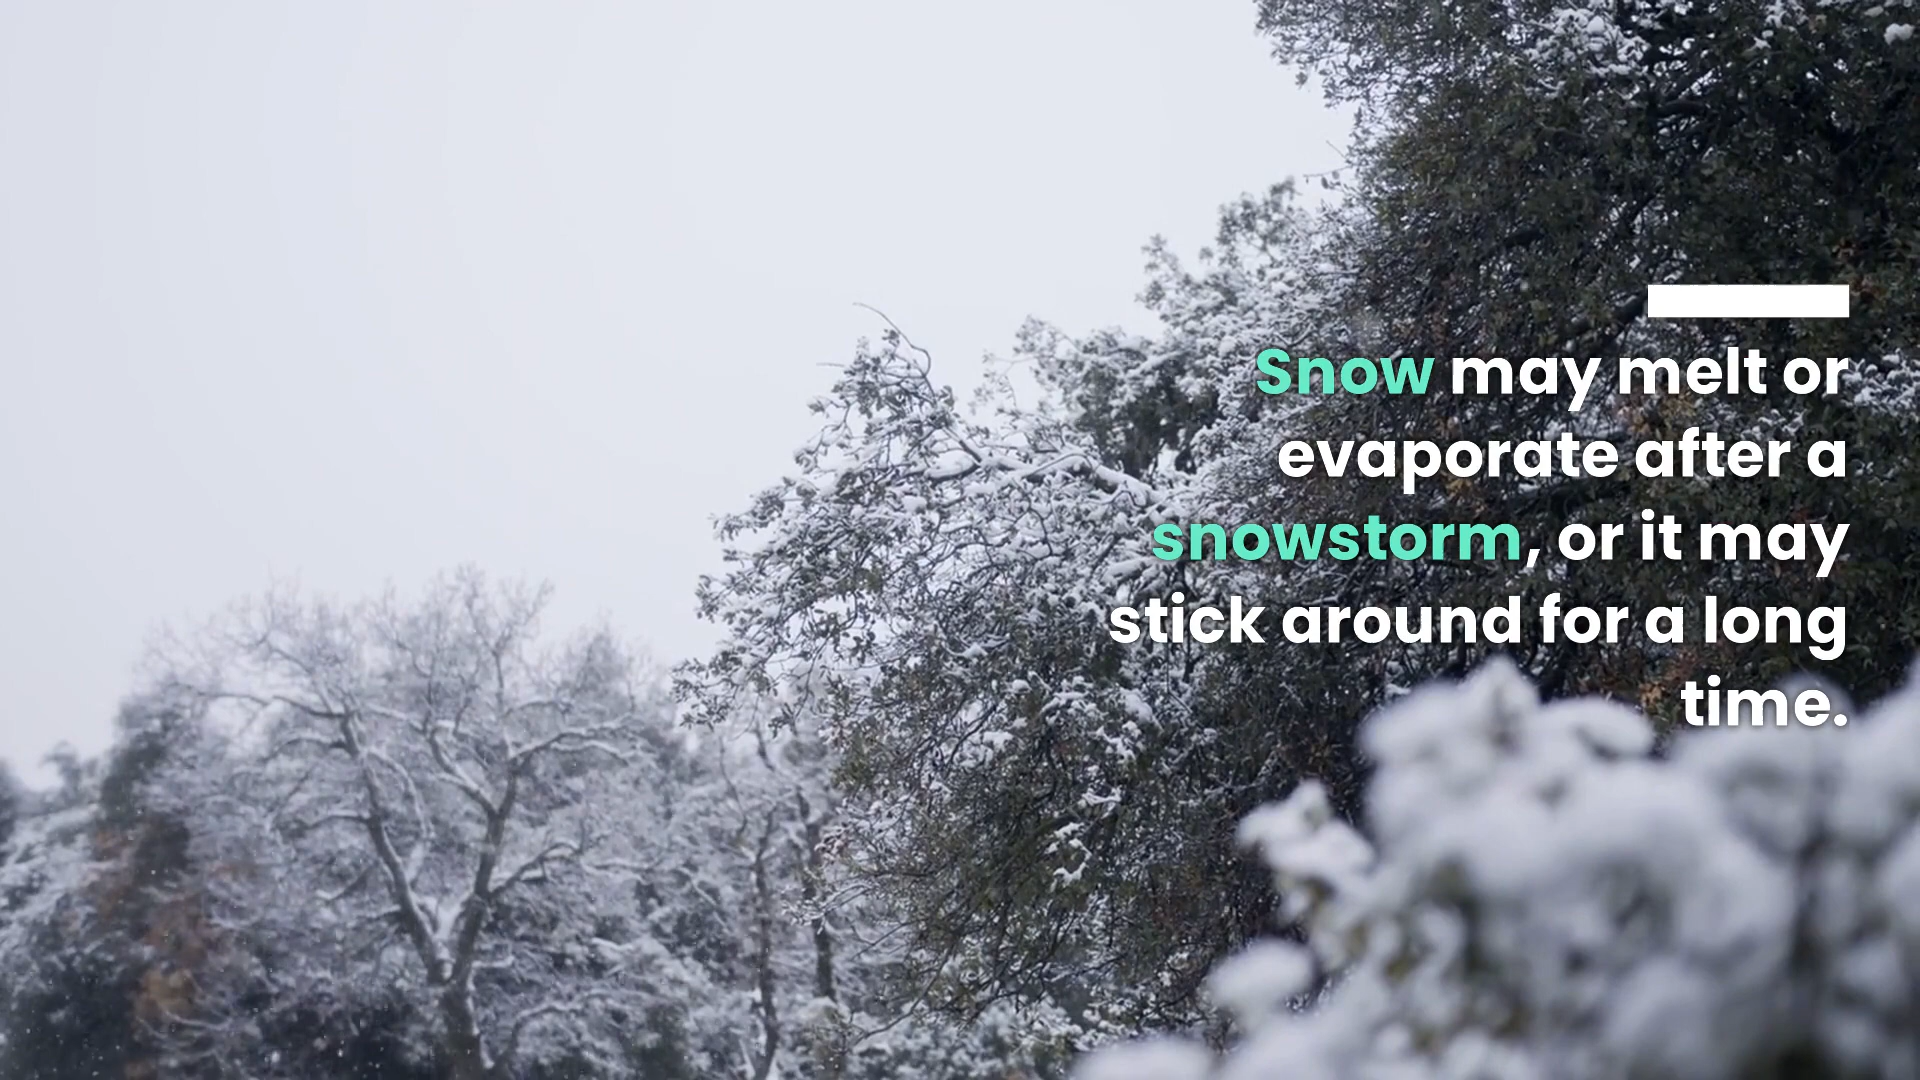 Snow may melt or
evaporate after a
snowstorm, or it may
stick around for a long
time.